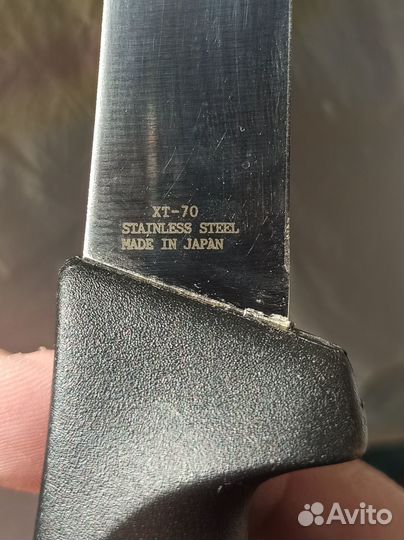 XT-70
STAINLESS STEEL
MADE IN JAPAN
Avito